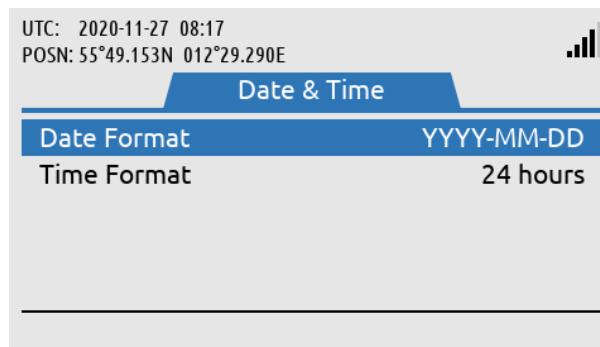 UTC: 2020-11-27 08:17
POSN: 55°49.153N 012°29.290E
Date & Time
Date Format YYYY-MM-DD
Time Format 24 hours